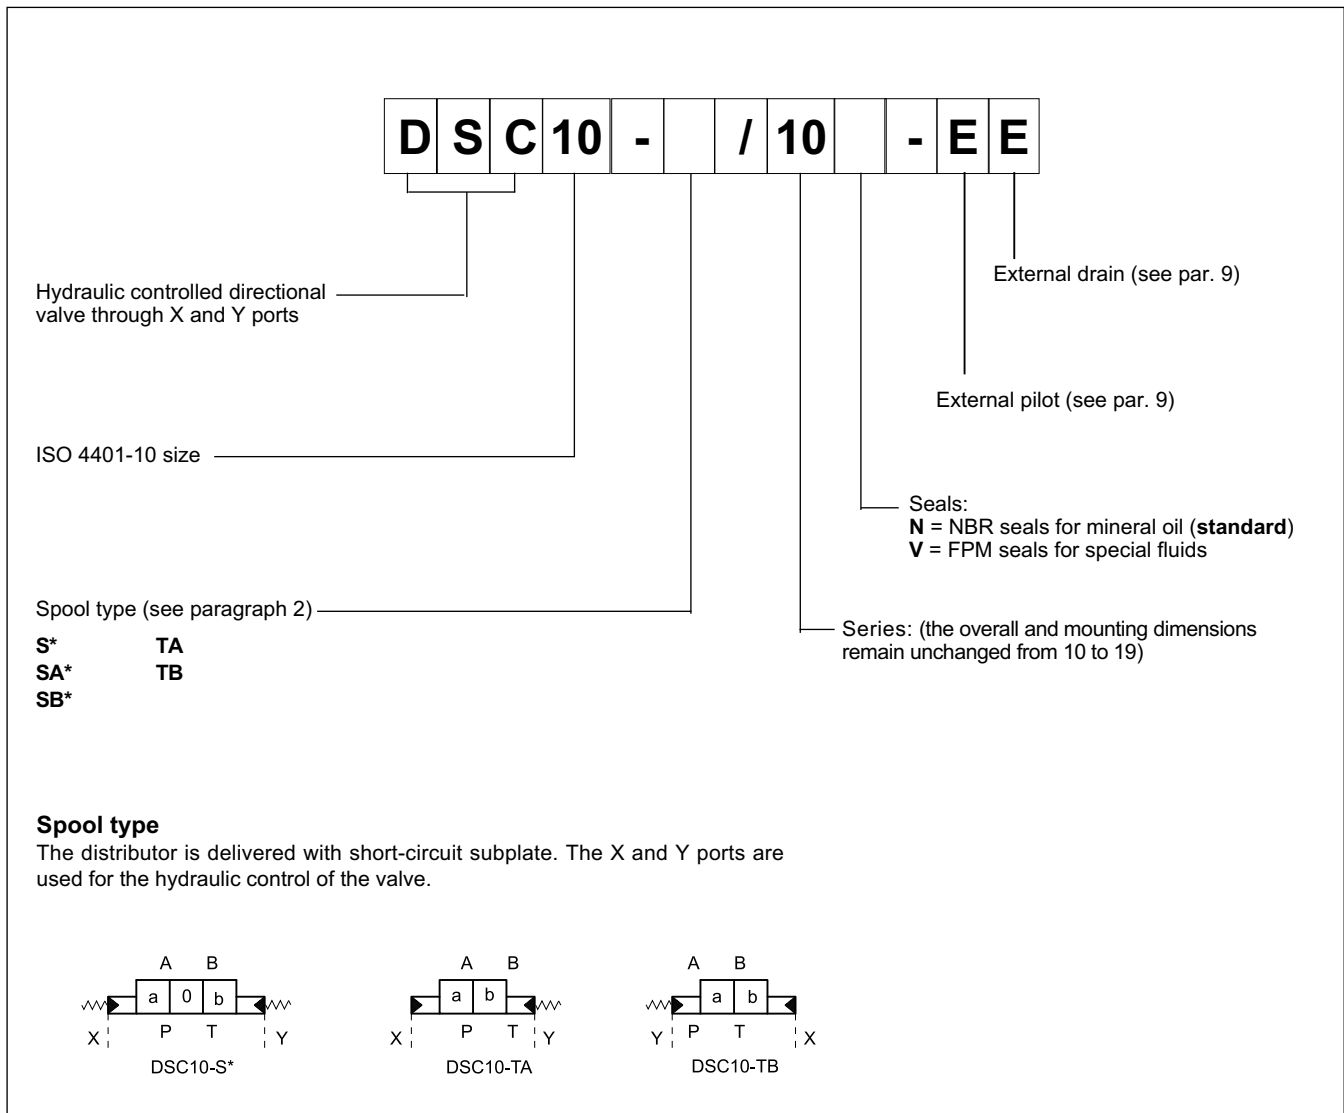 DSC10 - / 10 - E E
External drain (see par. 9)
Hydraulic controlled directional
valve through X and Y ports
External pilot (see par. 9)
ISO 4401-10 size
Seals:
N = NBR seals for mineral oil (standard)
V = FPM seals for special fluids
Spool type (see paragraph 2)
S* TA
SA* TB
SB*
Series: (the overall and mounting dimensions
remain unchanged from 10 to 19)
Spool type
The distributor is delivered with short-circuit subplate. The X and Y ports are
used for the hydraulic control of the valve.
A B
a 0 b
X P T Y
DSC10-S*
A B
a b
X P T Y
DSC10-TA
A B
a b
Y P T X
DSC10-TB